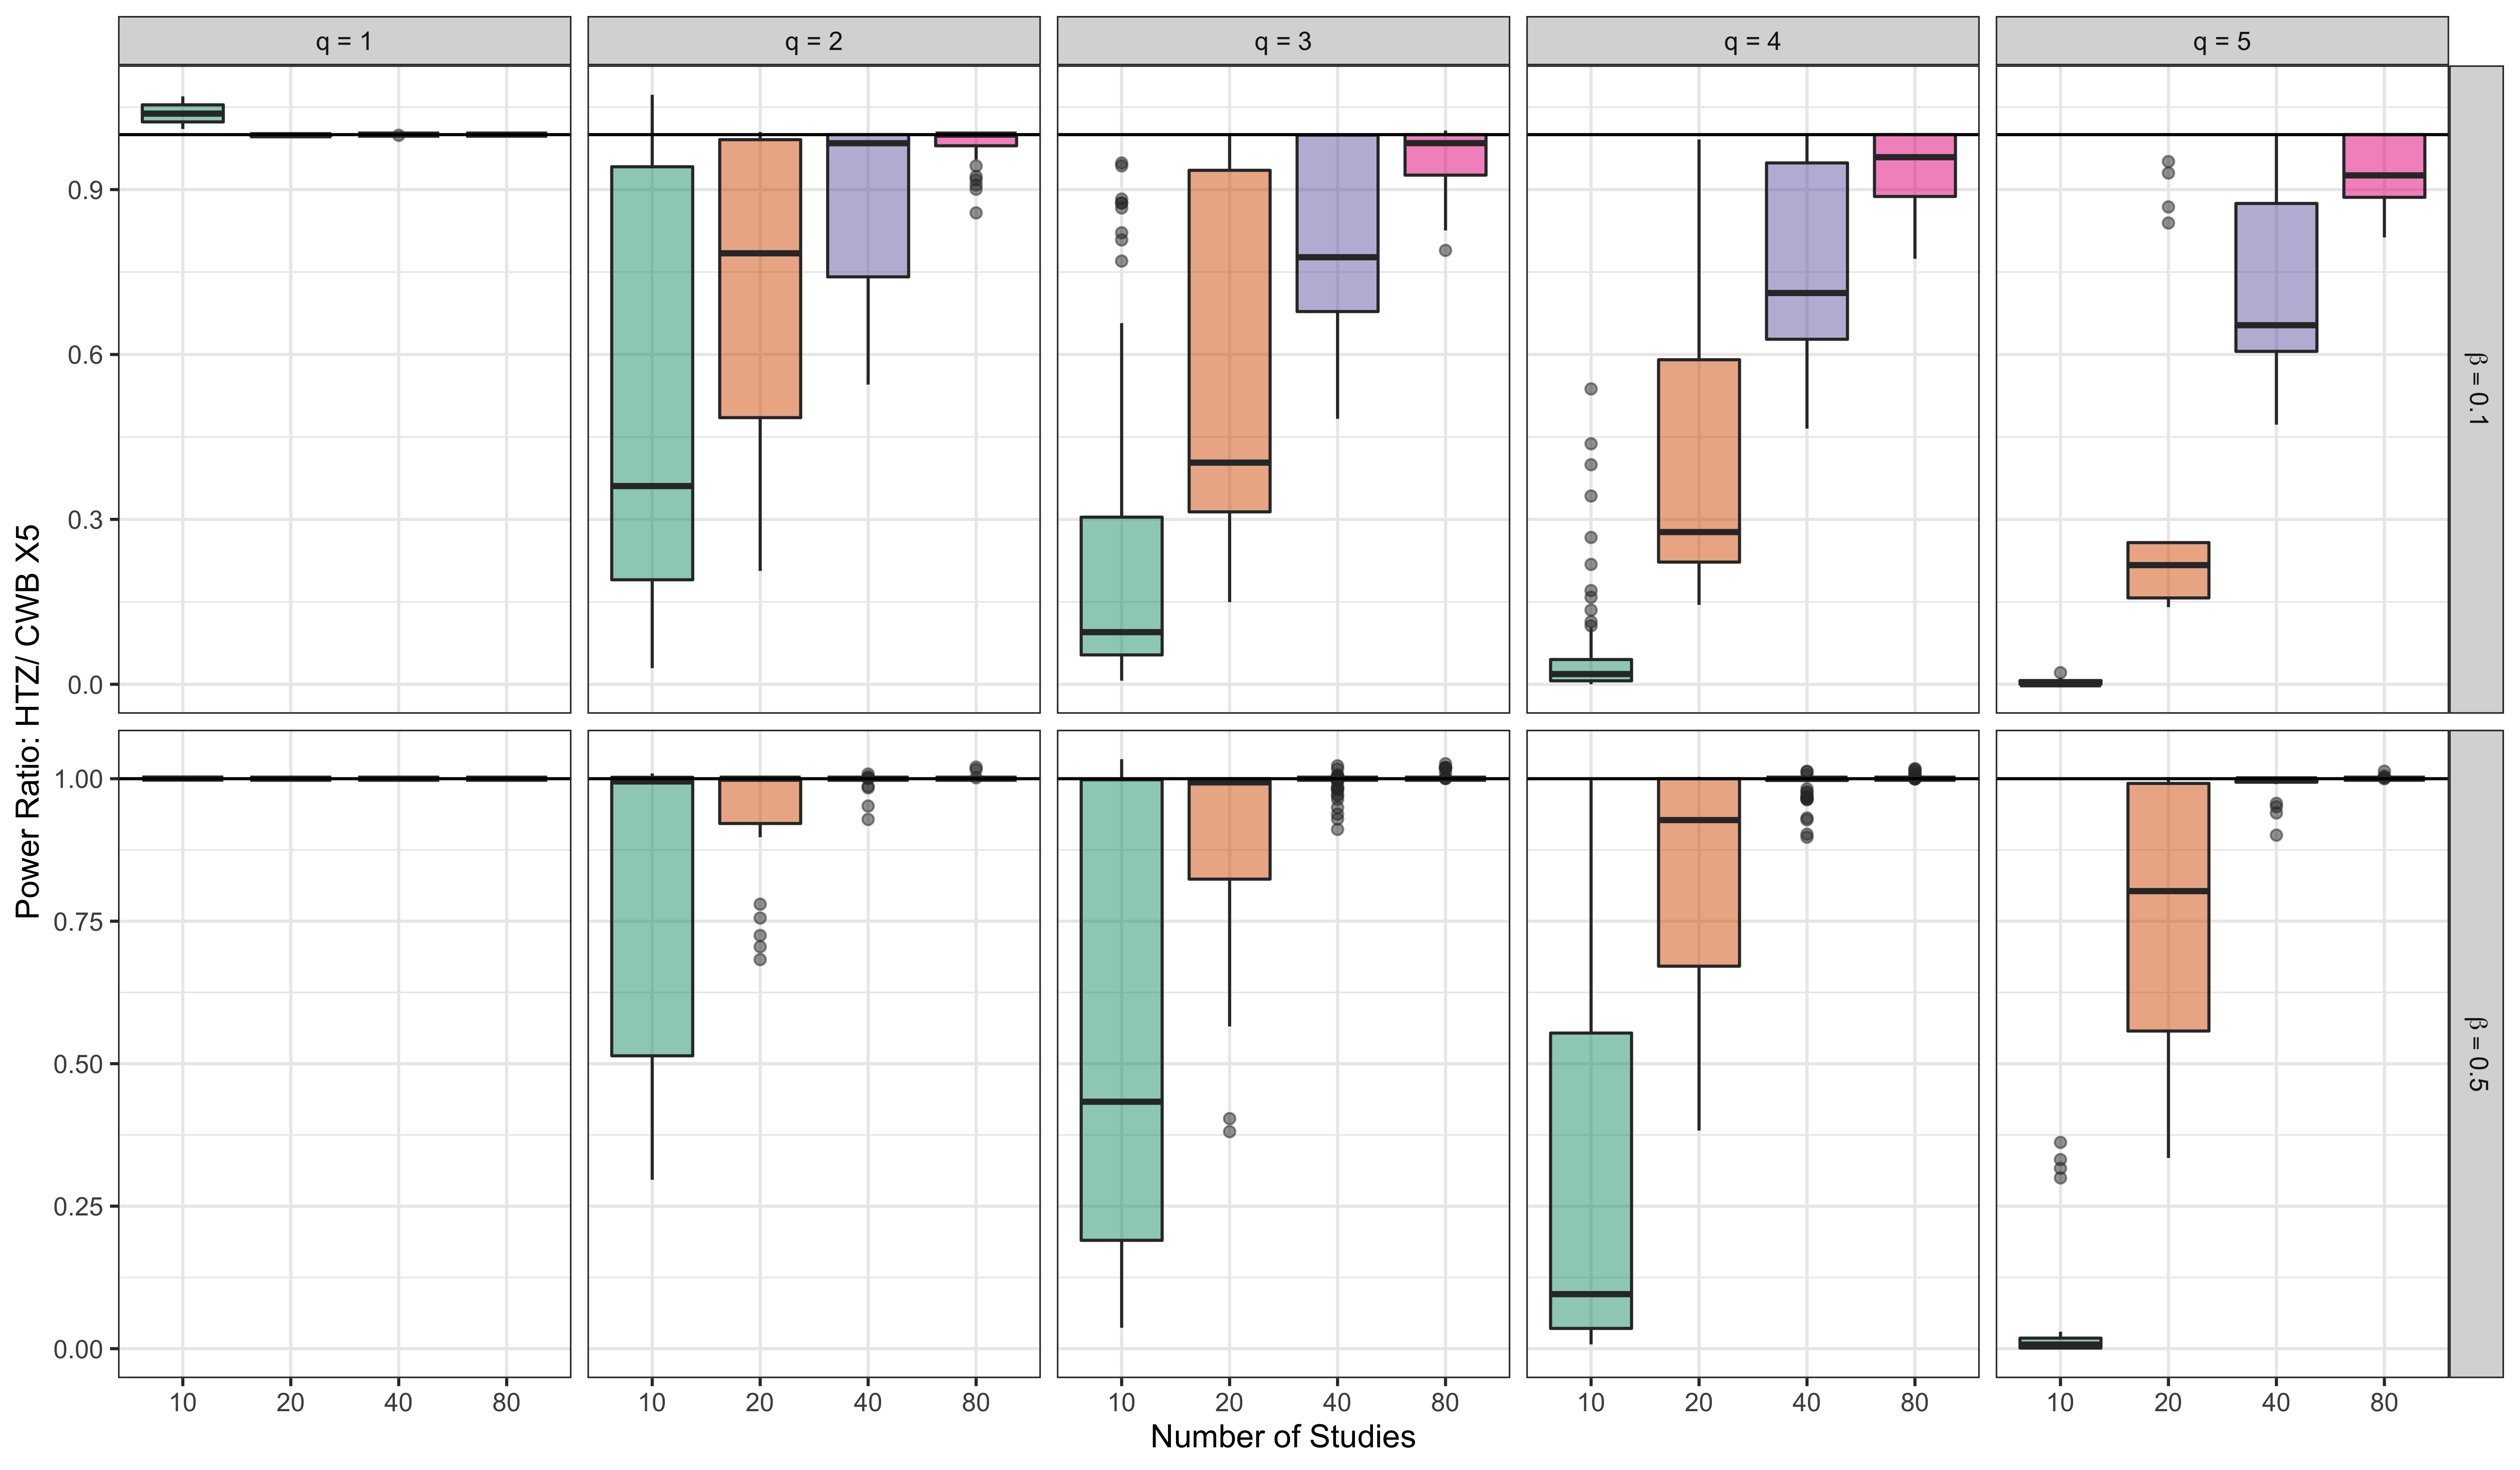 q = 1
q = 2
q = 3
q = 4
q = 5
0.9
0.6
0.3
0.0
β = 0.1
Power Ratio: HTZ/ CWB X5
1.00
0.75
0.50
0.25
0.00
β = 0.5
10 20 40 80
10 20 40 80
10 20 40 80
10 20 40 80
10 20 40 80
Number of Studies